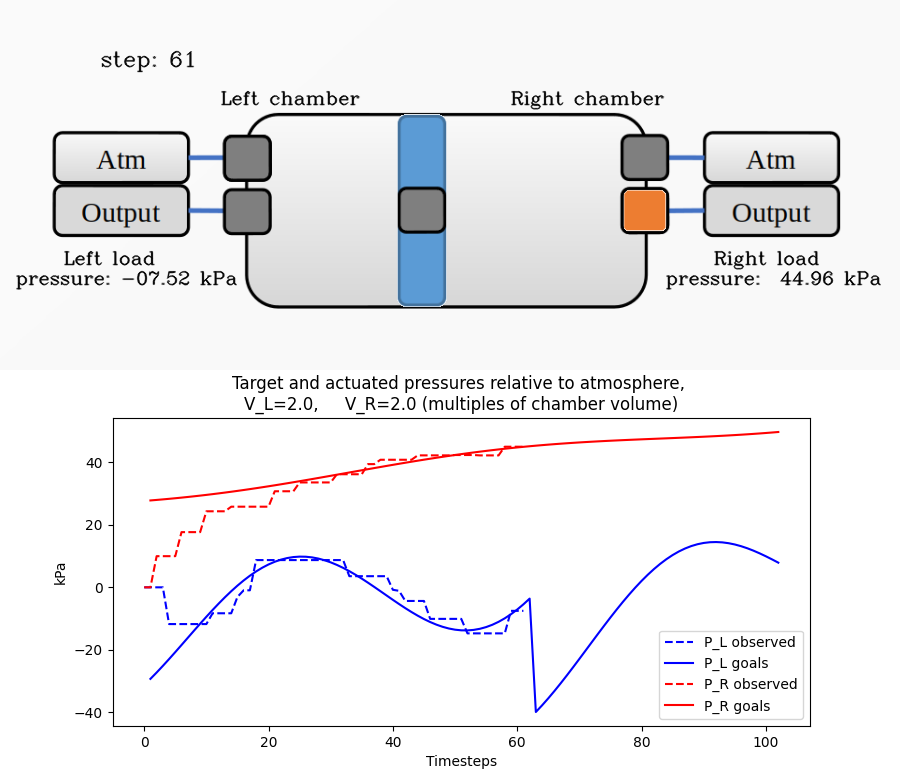 step: 61
Left chamber
Right chamber
Atm
Atm
Output
Output
Left load
pressure: -07.52 kPa
Right load
pressure:  44.96 kPa
Target and actuated pressures relative to atmosphere,
V_L=2.0,     V_R=2.0 (multiples of chamber volume)
40
20
0
−20
−40
kPa
P_L observed
P_L goals
P_R observed
P_R goals
0 20 40 60 80 100
Timesteps